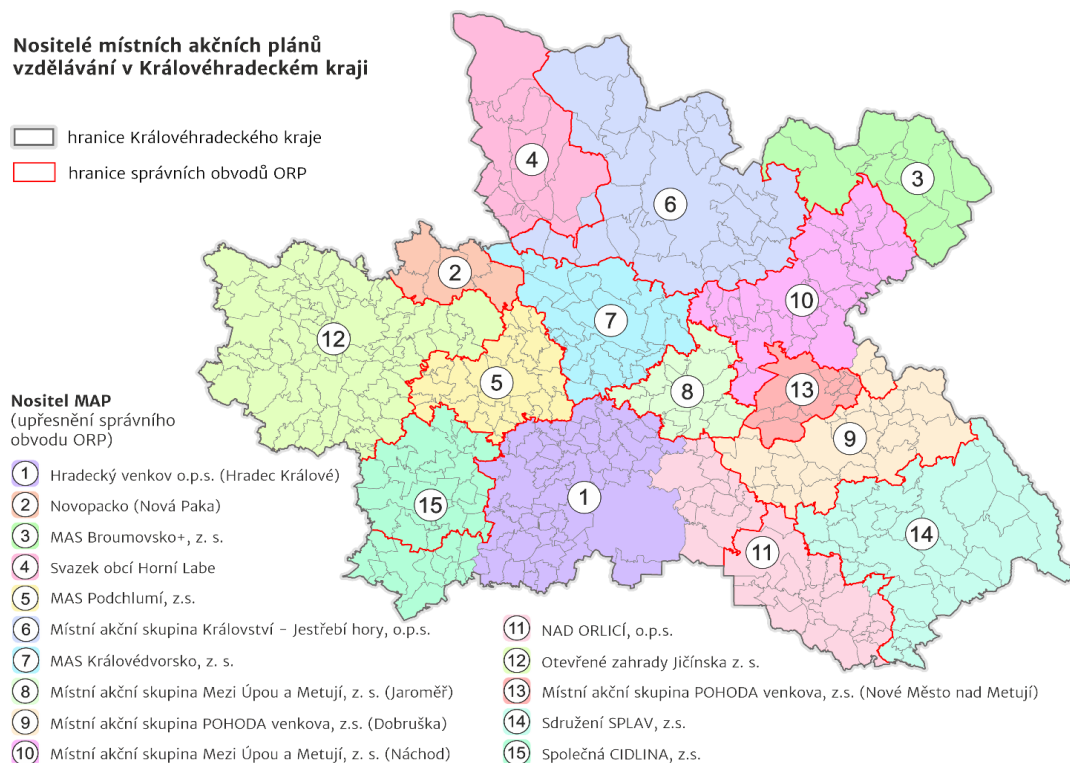 Nositelé místních akčních plánů
vzdělávání v Královéhradeckém kraji
hranice Královéhradeckého kraje
hranice správních obvodů ORP
4
3
6
2
10
7
12
5
13
8
9
1
15
14
11
Nositel MAP
(upřesnění správního
obvodu ORP)
1 Hradecký venkov o.p.s. (Hradec Králové)
2 Novopacko (Nová Paka)
3 MAS Broumovsko+, z. s.
4 Svazek obcí Horní Labe
5 MAS Podchlumí, z.s.
6 Místní akční skupina Království – Jestřebí hory, o.p.s.
7 MAS Královédvorsko, z. s.
8 Místní akční skupina Mezi Úpou a Metují, z. s. (Jaroměř)
9 Místní akční skupina POHODA venkova, z.s. (Dobruška)
10 Místní akční skupina Mezi Úpou a Metují, z. s. (Náchod)
11 NAD ORLICÍ, o.p.s.
12 Otevřené zahrady Jičínska z. s.
13 Místní akční skupina POHODA venkova, z.s. (Nové Město nad Metují)
14 Sdružení SPLAV, z.s.
15 Společná CIDLINA, z.s.